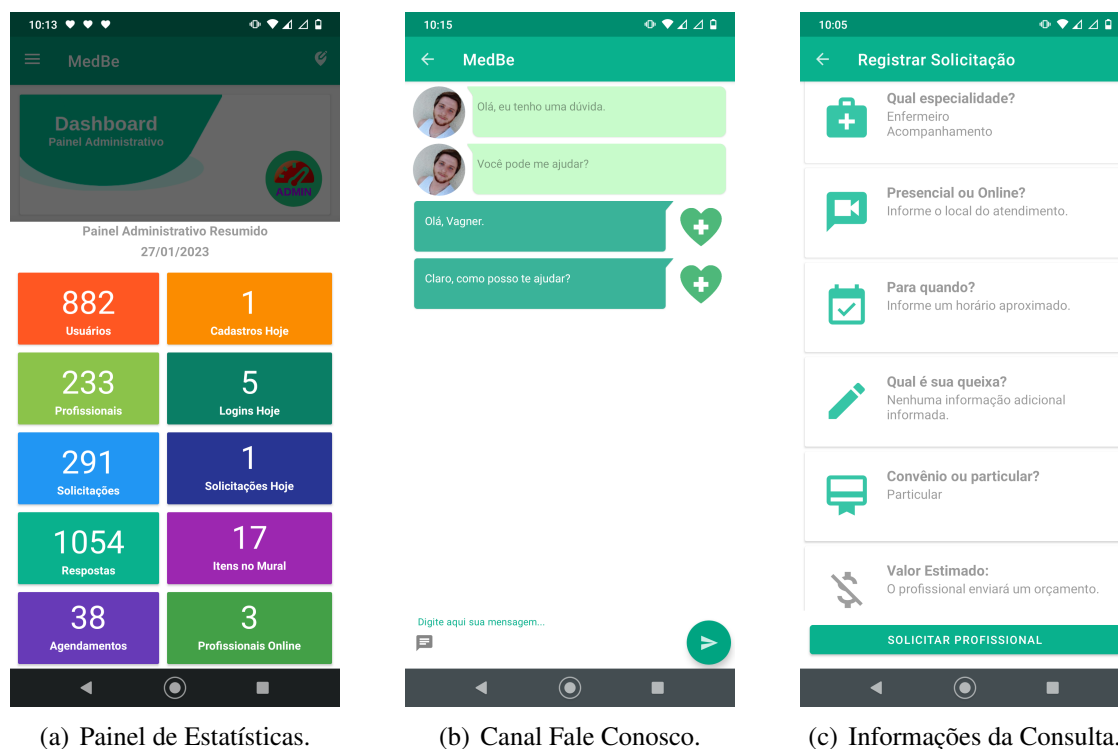 10:13
MedBe
Dashboard
Painel Administrativo
ADMIN
Painel Administrativo Resumido
27/01/2023
882
Usuários
1
Cadastros Hoje
233
Profissionais
5
Logins Hoje
291
Solicitações
1
Solicitações Hoje
1054
Respostas
17
Itens no Mural
38
Agendamentos
3
Profissionais Online
(a) Painel de Estatísticas.
10:15
MedBe
Olá, eu tenho uma dúvida.
Você pode me ajudar?
Olá, Vagner.
Claro, como posso te ajudar?
Digite aqui sua mensagem...
(b) Canal Fale Conosco.
10:05
Registrar Solicitação
Qual especialidade?
Enfermeiro
Acompanhamento
Presencial ou Online?
Informe o local do atendimento.
Para quando?
Informe um horário aproximado.
Qual é sua queixa?
Nenhuma informação adicional
informada.
Convênio ou particular?
Particular
Valor Estimado:
O profissional enviará um orçamento.
SOLICITAR PROFISSIONAL
(c) Informações da Consulta.